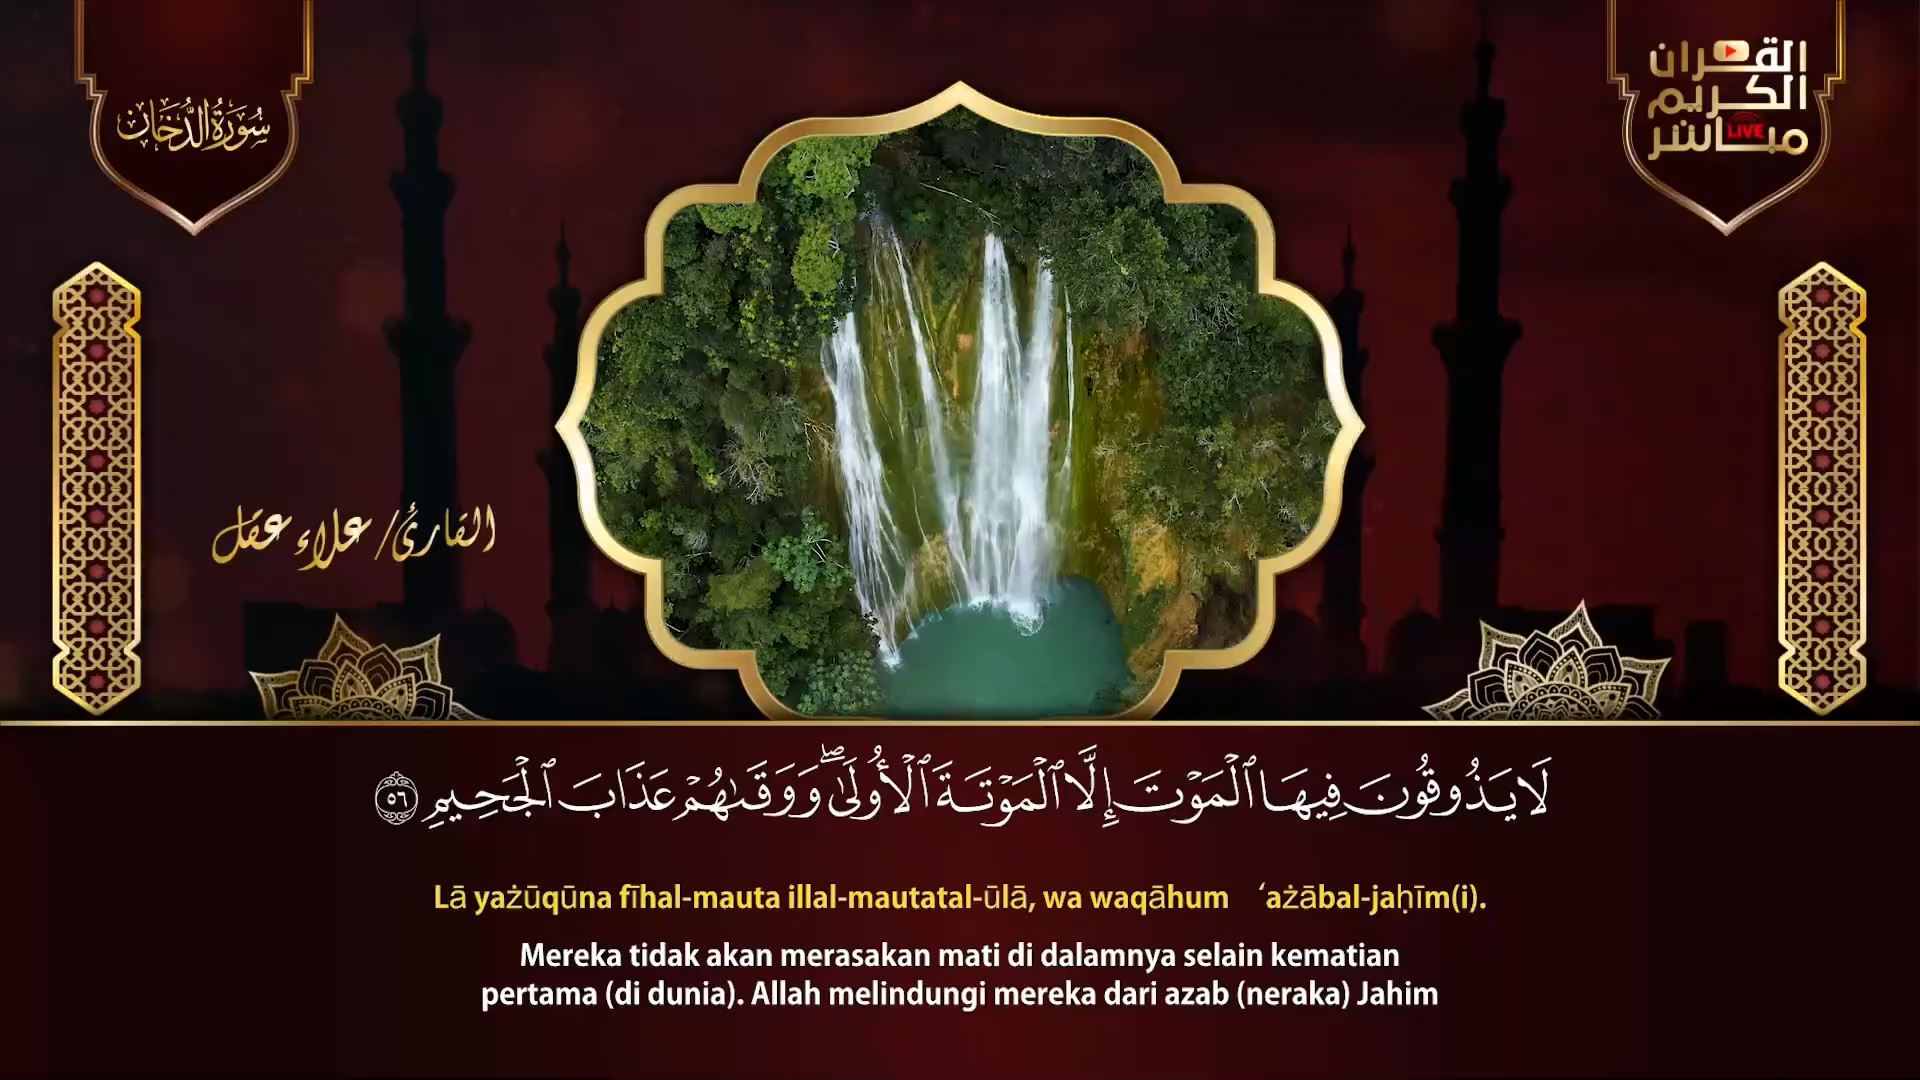 سُورَةُ الدُّخَان
القرآن
الكريم
مباشر
LIVE
القارئ/ علاء عقل
لَا يَذُوقُونَ فِيهَا ٱلْمَوْتَ إِلَّا ٱلْمَوْتَةَ ٱلْأُولَىٰ ۖ وَوَقَىٰهُمْ عَذَابَ ٱلْجَحِيمِ ٥٦
Lā yażūqūna fīhal-mauta illal-mautatal-ūlā, wa waqāhum ‘ażābal-jaḥīm(i).
Mereka tidak akan merasakan mati di dalamnya selain kematian
pertama (di dunia). Allah melindungi mereka dari azab (neraka) Jahim